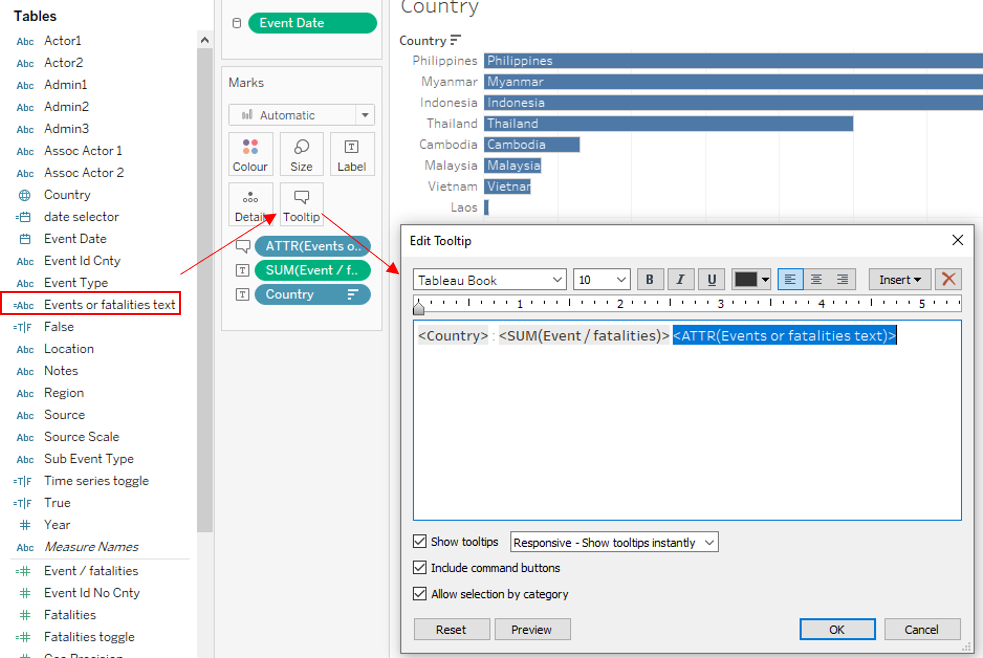 Tables
Abc Actor1
Abc Actor2
Abc Admin1
Abc Admin2
Abc Admin3
Abc Assoc Actor 1
Abc Assoc Actor 2
Country
date selector
Event Date
Abc Event Id Cnty
Abc Event Type
=Abc Events or fatalities text
=T|F False
Abc Location
Abc Notes
Abc Region
Abc Source
Abc Source Scale
Abc Sub Event Type
=T|F Time series toggle
=T|F True
# Year
Abc Measure Names
=# Event / fatalities
# Event Id No Cnty
# Fatalities
=# Fatalities toggle
Event Date
Marks
Automatic
Colour
Size
T
Label
Detail
Tooltip
ATTR(Events o..
T SUM(Event / f..
T Country
Country
Country
Philippines Philippines
Myanmar Myanmar
Indonesia Indonesia
Thailand Thailand
Cambodia Cambodia
Malaysia Malaysia
Vietnam Vietnar
Laos
Edit Tooltip
Tableau Book 10 B I U Insert
1 2 3 4 5
<Country> : <SUM(Event / fatalities)> <ATTR(Events or fatalities text)>
Show tooltips Responsive - Show tooltips instantly
Include command buttons
Allow selection by category
Reset Preview OK Cancel